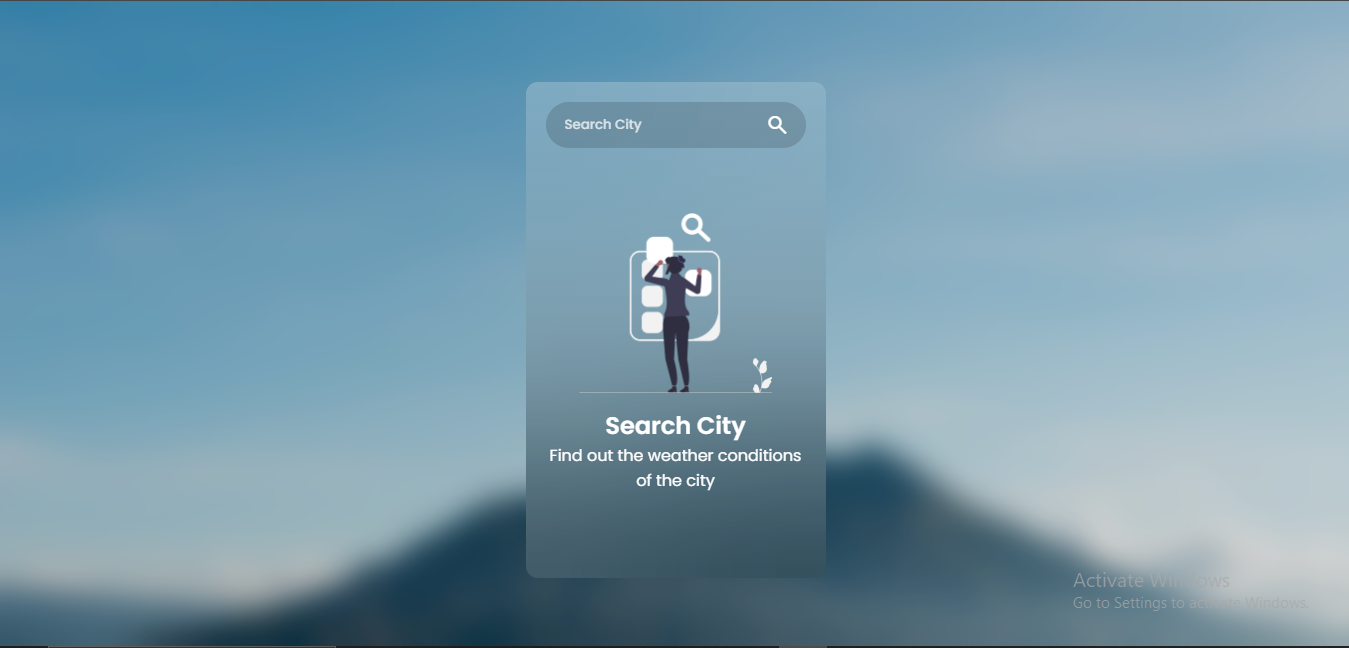 Search City
Search City
Find out the weather conditions
of the city
Activate Windows
Go to Settings to activate Windows.